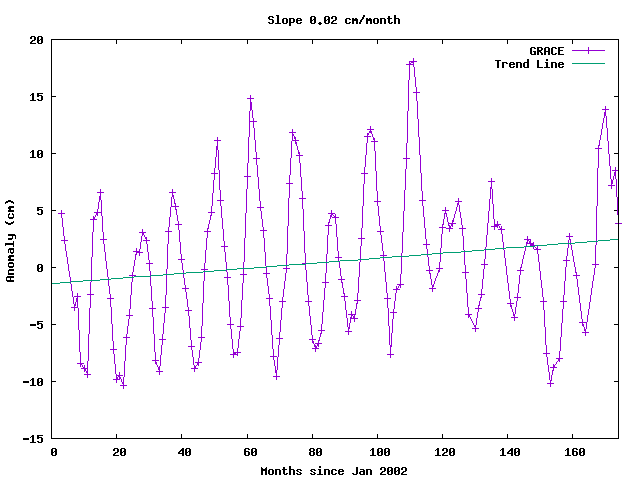 Slope 0.02 cm/month
20
15
10
5
0
-5
-10
-15
Anomaly (cm)
GRACE
Trend Line
0 20 40 60 80 100 120 140 160
Months since Jan 2002